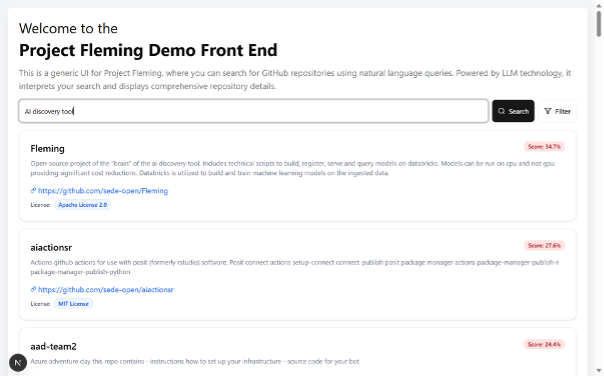 Welcome to the
Project Fleming Demo Front End
This is a generic UI for Project Fleming, where you can search for GitHub repositories using natural language queries. Powered by LLM technology, it
interprets your search and displays comprehensive repository details.
AI discovery tool
Search
Filter
Fleming
Score: 34.7%
Open-source project of the "brain" of the ai discovery tool. Includes technical scripts to build, register, serve and query models on databricks. Models can be run on cpu and not gpu
providing signifcant cost reductions. Databricks is utilized to build and train machine learning models on the ingested data.
https://github.com/sede-open/Fleming
License: Apache License 2.0
aiactionsr
Score: 27.6%
Actions github actions for use with posit (formerly rstudio) software. Posit connect actions setup-connect connect-publish posit package manager actions package-manager-publish-r
package-manager-publish-python
https://github.com/sede-open/aiactionsr
License: MIT License
aad-team2
Score: 24.4%
Azure adventure day this repo contains - instructions how to set up your infrastructure - source code for your bot
N